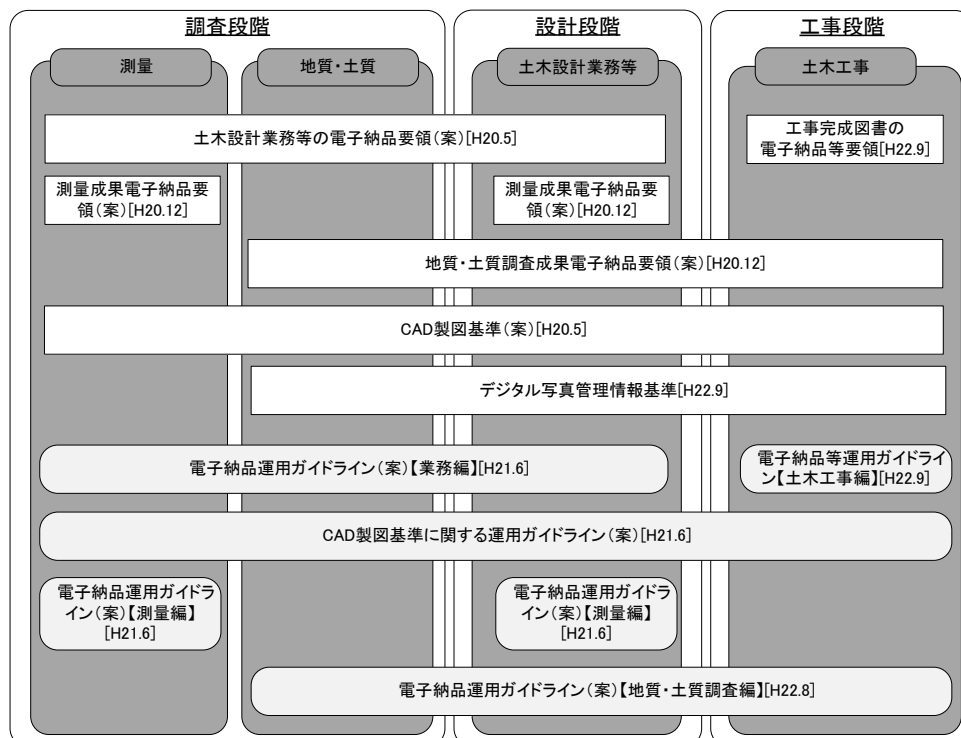 調査段階
設計段階
工事段階
測量
地質・土質
土木設計業務等
土木工事
土木設計業務等の電子納品要領(案)[H20.5]
工事完成図書の
電子納品等要領[H22.9]
測量成果電子納品要
領(案)[H20.12]
測量成果電子納品要
領(案)[H20.12]
地質・土質調査成果電子納品要領(案)[H20.12]
CAD製図基準(案)[H20.5]
デジタル写真管理情報基準[H22.9]
電子納品運用ガイドライン(案)【業務編】[H21.6]
電子納品等運用ガイドライ
ン【土木工事編】[H22.9]
CAD製図基準に関する運用ガイドライン(案)[H21.6]
電子納品運用ガイドラ
イン(案)【測量編】
[H21.6]
電子納品運用ガイドラ
イン(案)【測量編】
[H21.6]
電子納品運用ガイドライン(案)【地質・土質調査編】[H22.8]